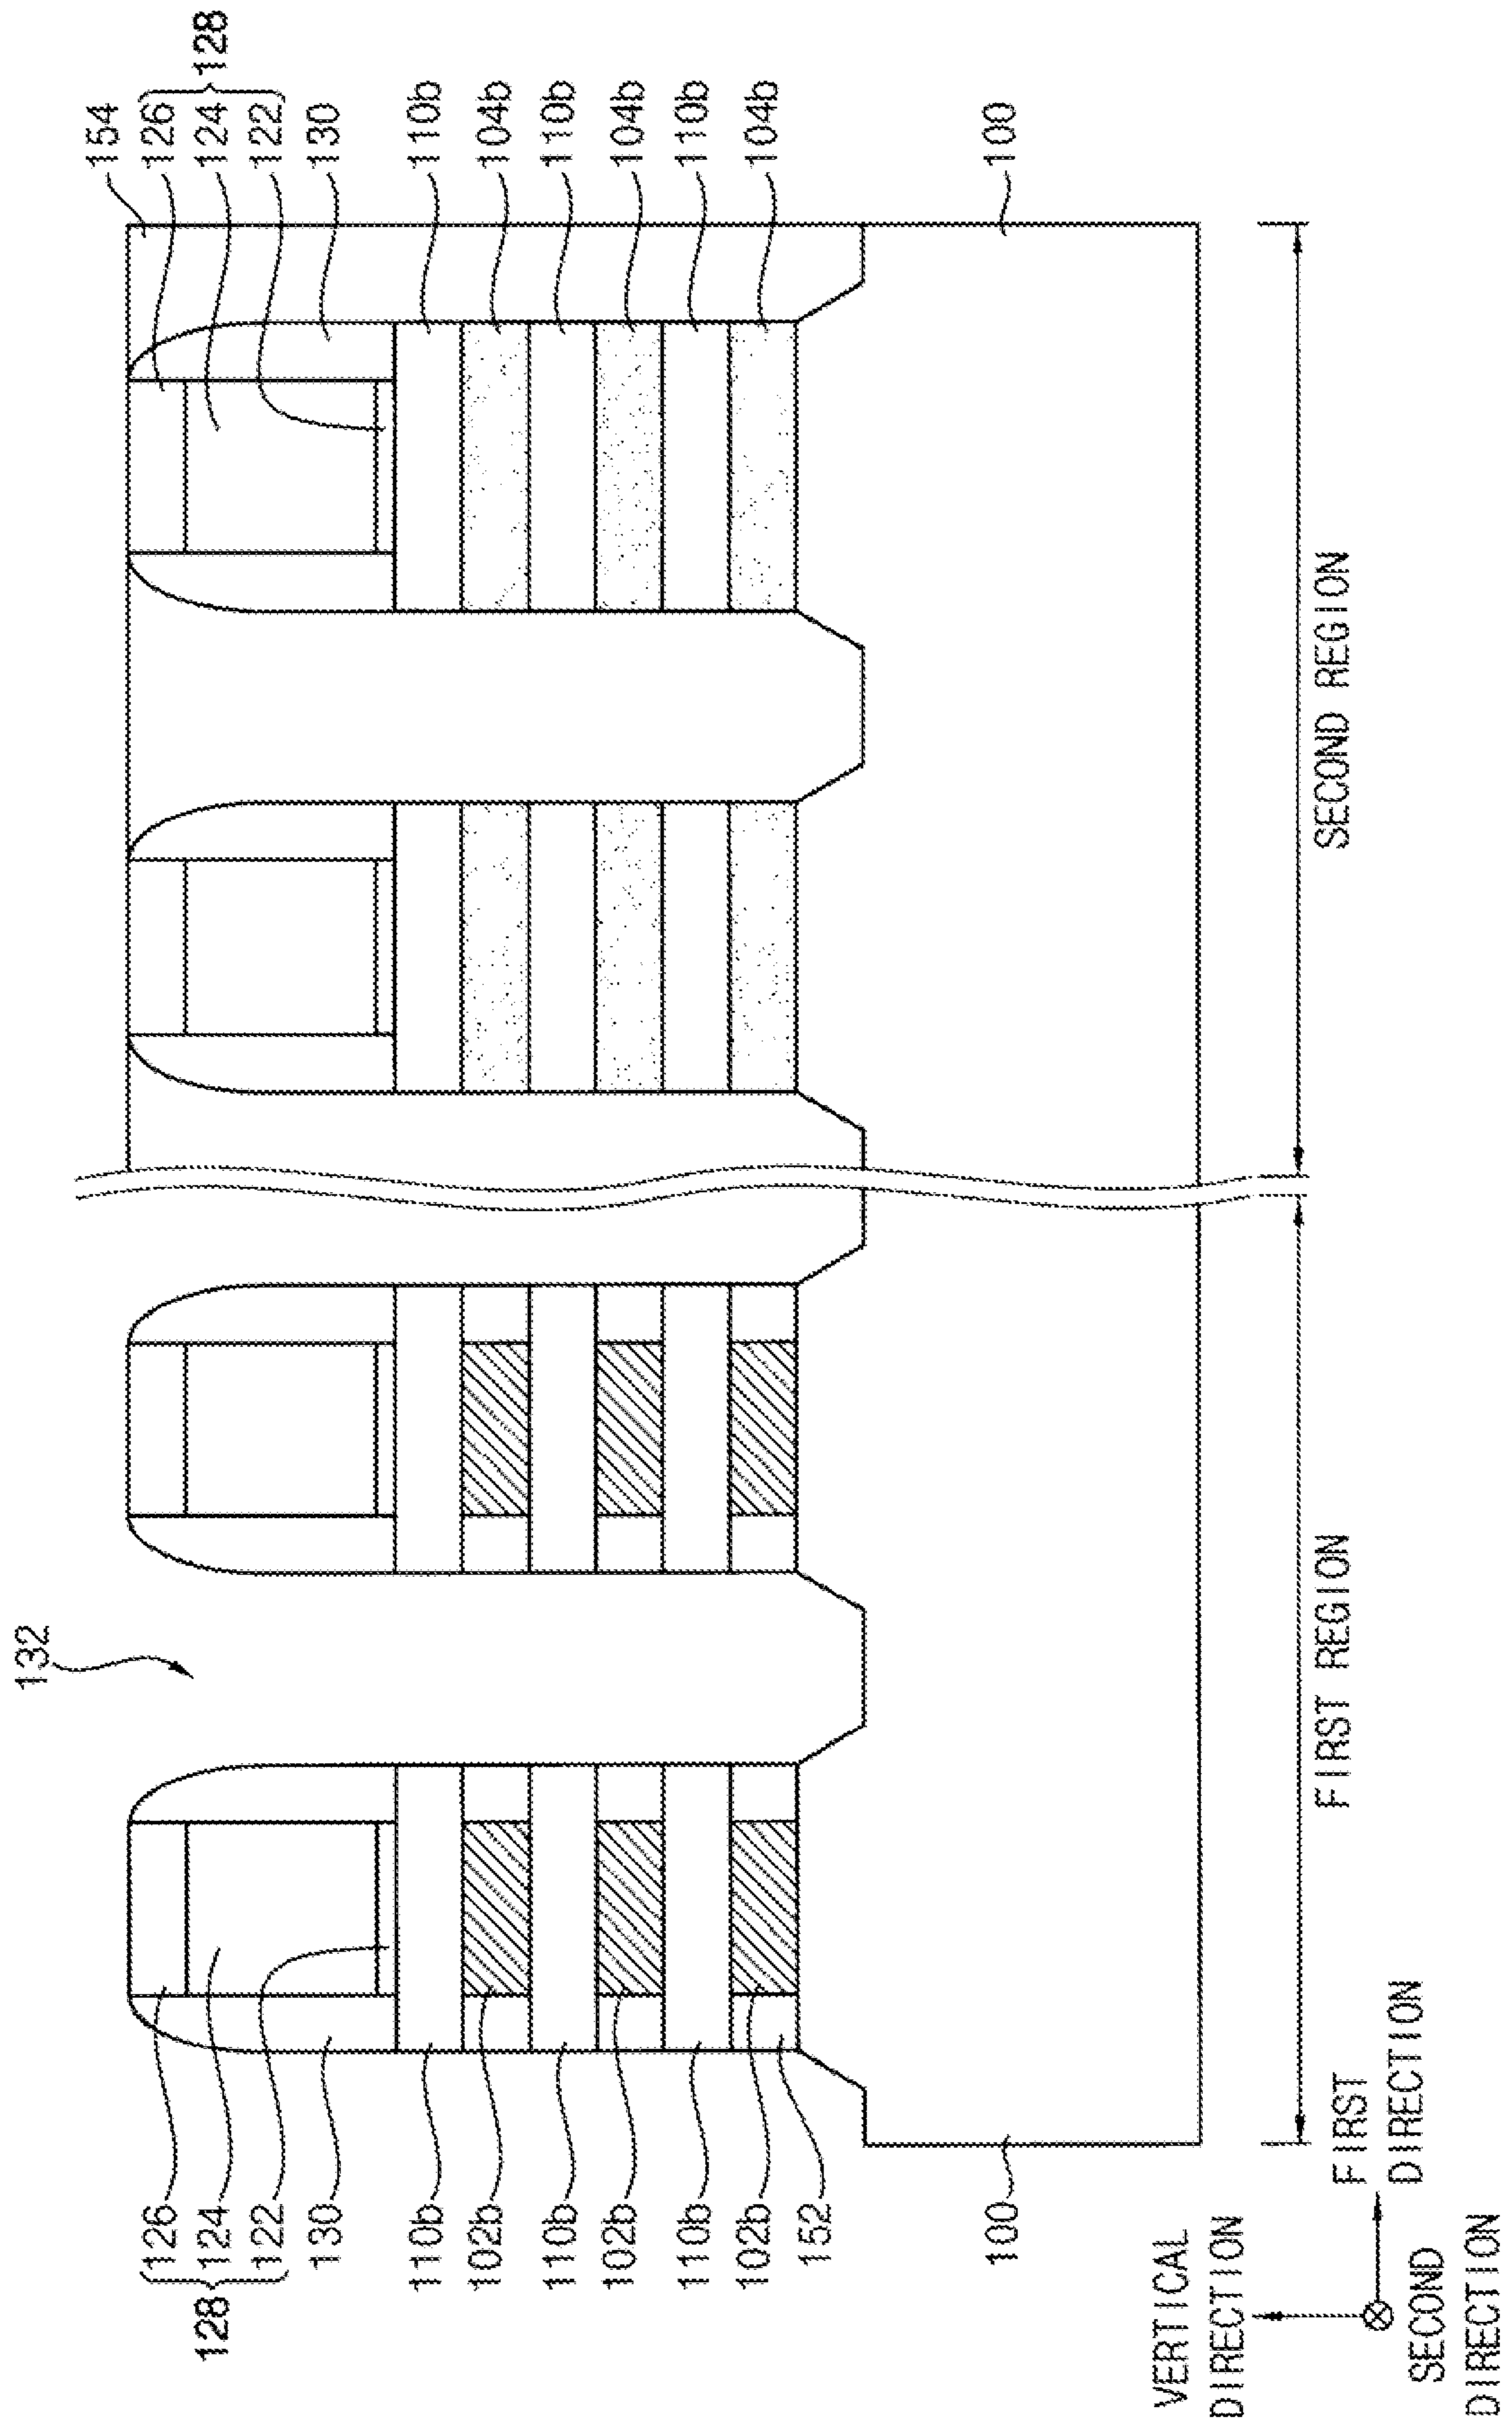 132
126
124
122
128
130
110b
102b
110b
102b
110b
102b
152
100
154
126
124
122
128
130
110b
104b
110b
104b
110b
104b
100
FIRST REGION
SECOND REGION
VERTICAL
DIRECTION
FIRST
DIRECTION
SECOND
DIRECTION